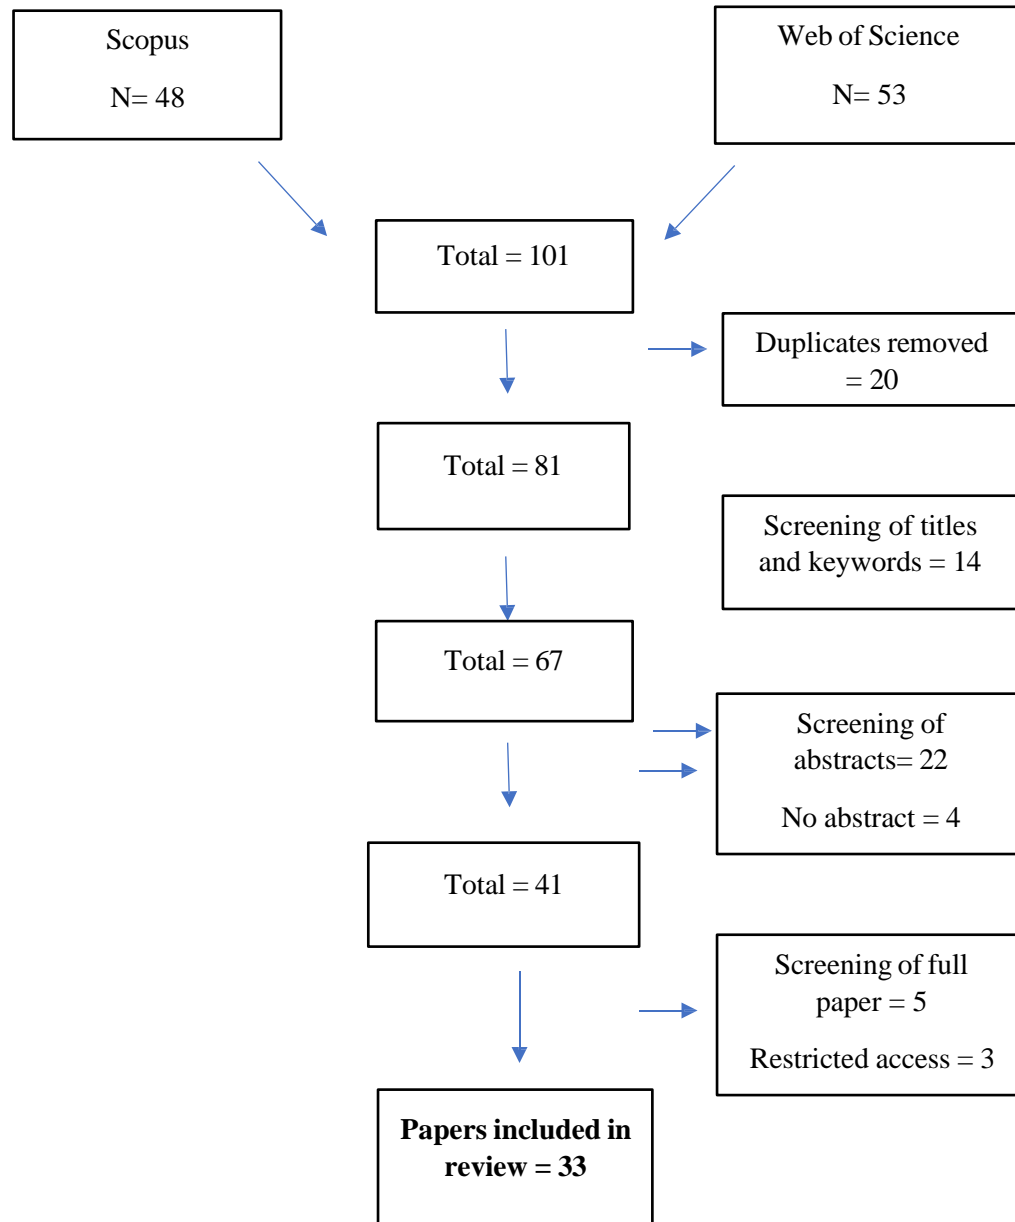 Scopus
N= 48
Web of Science
N= 53
Total = 101
Duplicates removed
= 20
Total = 81
Screening of titles
and keywords = 14
Total = 67
Screening of
abstracts= 22
No abstract = 4
Total = 41
Screening of full
paper = 5
Restricted access = 3
Papers included in
review = 33